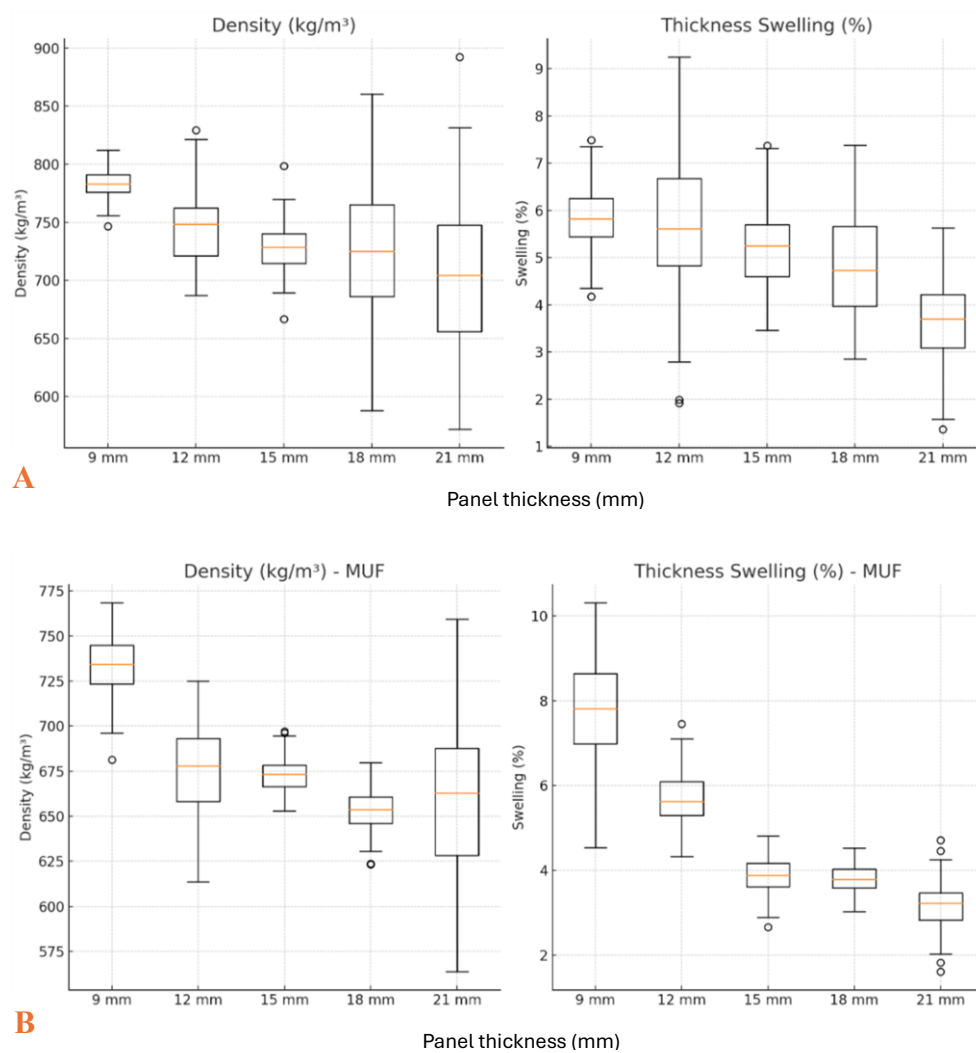 Density (kg/m³)
Thickness Swelling (%)
Density (kg/m³)
900
850
800
750
700
650
600
9 mm 12 mm 15 mm 18 mm 21 mm
Swelling (%)
9
8
7
6
5
4
3
2
1
9 mm 12 mm 15 mm 18 mm 21 mm
A
Panel thickness (mm)
Density (kg/m³) - MUF
Thickness Swelling (%) - MUF
Density (kg/m³)
775
750
725
700
675
650
625
600
575
9 mm 12 mm 15 mm 18 mm 21 mm
Swelling (%)
10
8
6
4
2
9 mm 12 mm 15 mm 18 mm 21 mm
B
Panel thickness (mm)